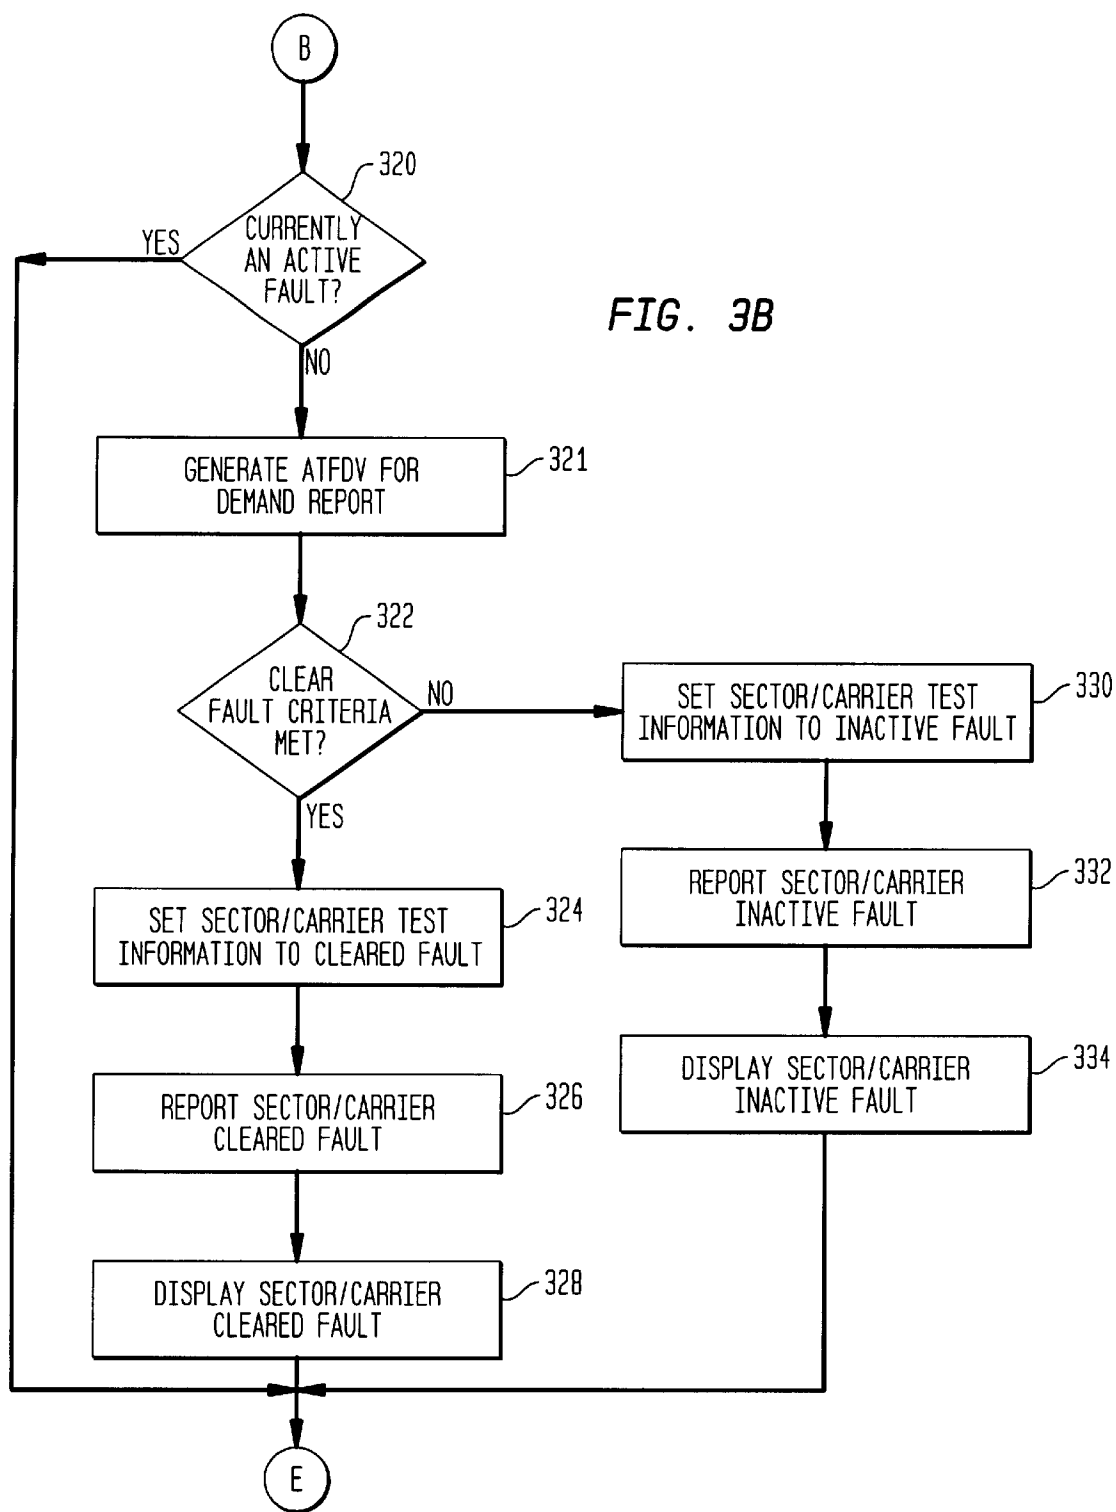 B
320
CURRENTLY
AN ACTIVE
FAULT?
YES
NO
FIG. 3B
321
GENERATE ATFDV FOR
DEMAND REPORT
322
CLEAR
FAULT CRITERIA
MET?
NO
YES
330
SET SECTOR/CARRIER TEST
INFORMATION TO INACTIVE FAULT
332
REPORT SECTOR/CARRIER
INACTIVE FAULT
324
SET SECTOR/CARRIER TEST
INFORMATION TO CLEARED FAULT
334
DISPLAY SECTOR/CARRIER
INACTIVE FAULT
326
REPORT SECTOR/CARRIER
CLEARED FAULT
328
DISPLAY SECTOR/CARRIER
CLEARED FAULT
E